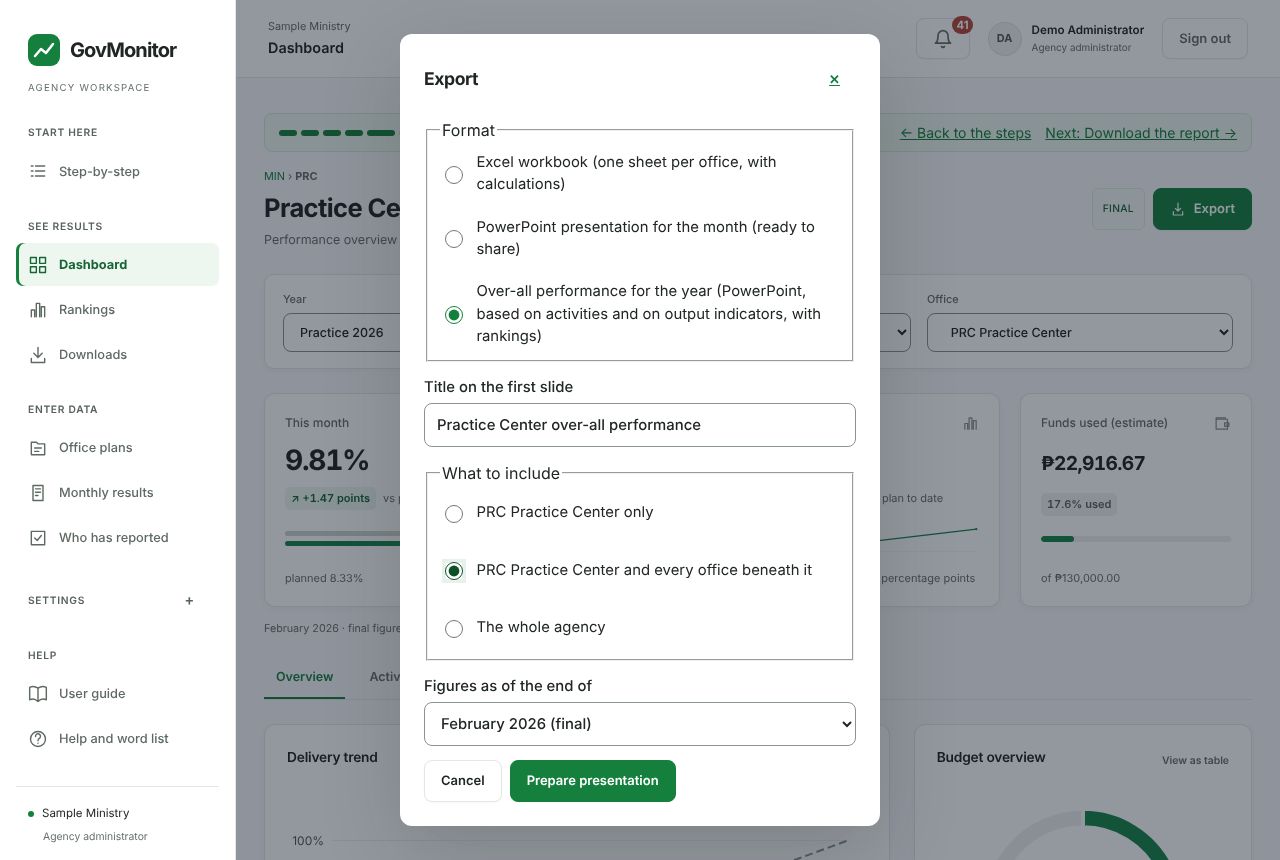 GovMonitor
AGENCY WORKSPACE
START HERE
Step-by-step
SEE RESULTS
Dashboard
Rankings
Downloads
ENTER DATA
Office plans
Monthly results
Who has reported
SETTINGS +
HELP
User guide
Help and word list
Sample Ministry
Agency administrator
Sample Ministry
Dashboard
41
DA
Demo Administrator
Agency administrator
Sign out
← Back to the steps
Next: Download the report →
MIN › PRC
Practice Ce
Performance overview
FINAL
Export
Year
Practice 2026
Office
PRC Practice Center
This month
9.81%
↗ +1.47 points
planned 8.33%
plan to date
percentage points
Funds used (estimate)
₱22,916.67
17.6% used
of ₱130,000.00
February 2026 · final figure
Overview
Activ
Delivery trend
100%
Budget overview
View as table
Export
×
Format
Excel workbook (one sheet per office, with
calculations)
PowerPoint presentation for the month (ready to
share)
Over-all performance for the year (PowerPoint,
based on activities and on output indicators, with
rankings)
Title on the first slide
Practice Center over-all performance
What to include
PRC Practice Center only
PRC Practice Center and every office beneath it
The whole agency
Figures as of the end of
February 2026 (final)
Cancel
Prepare presentation